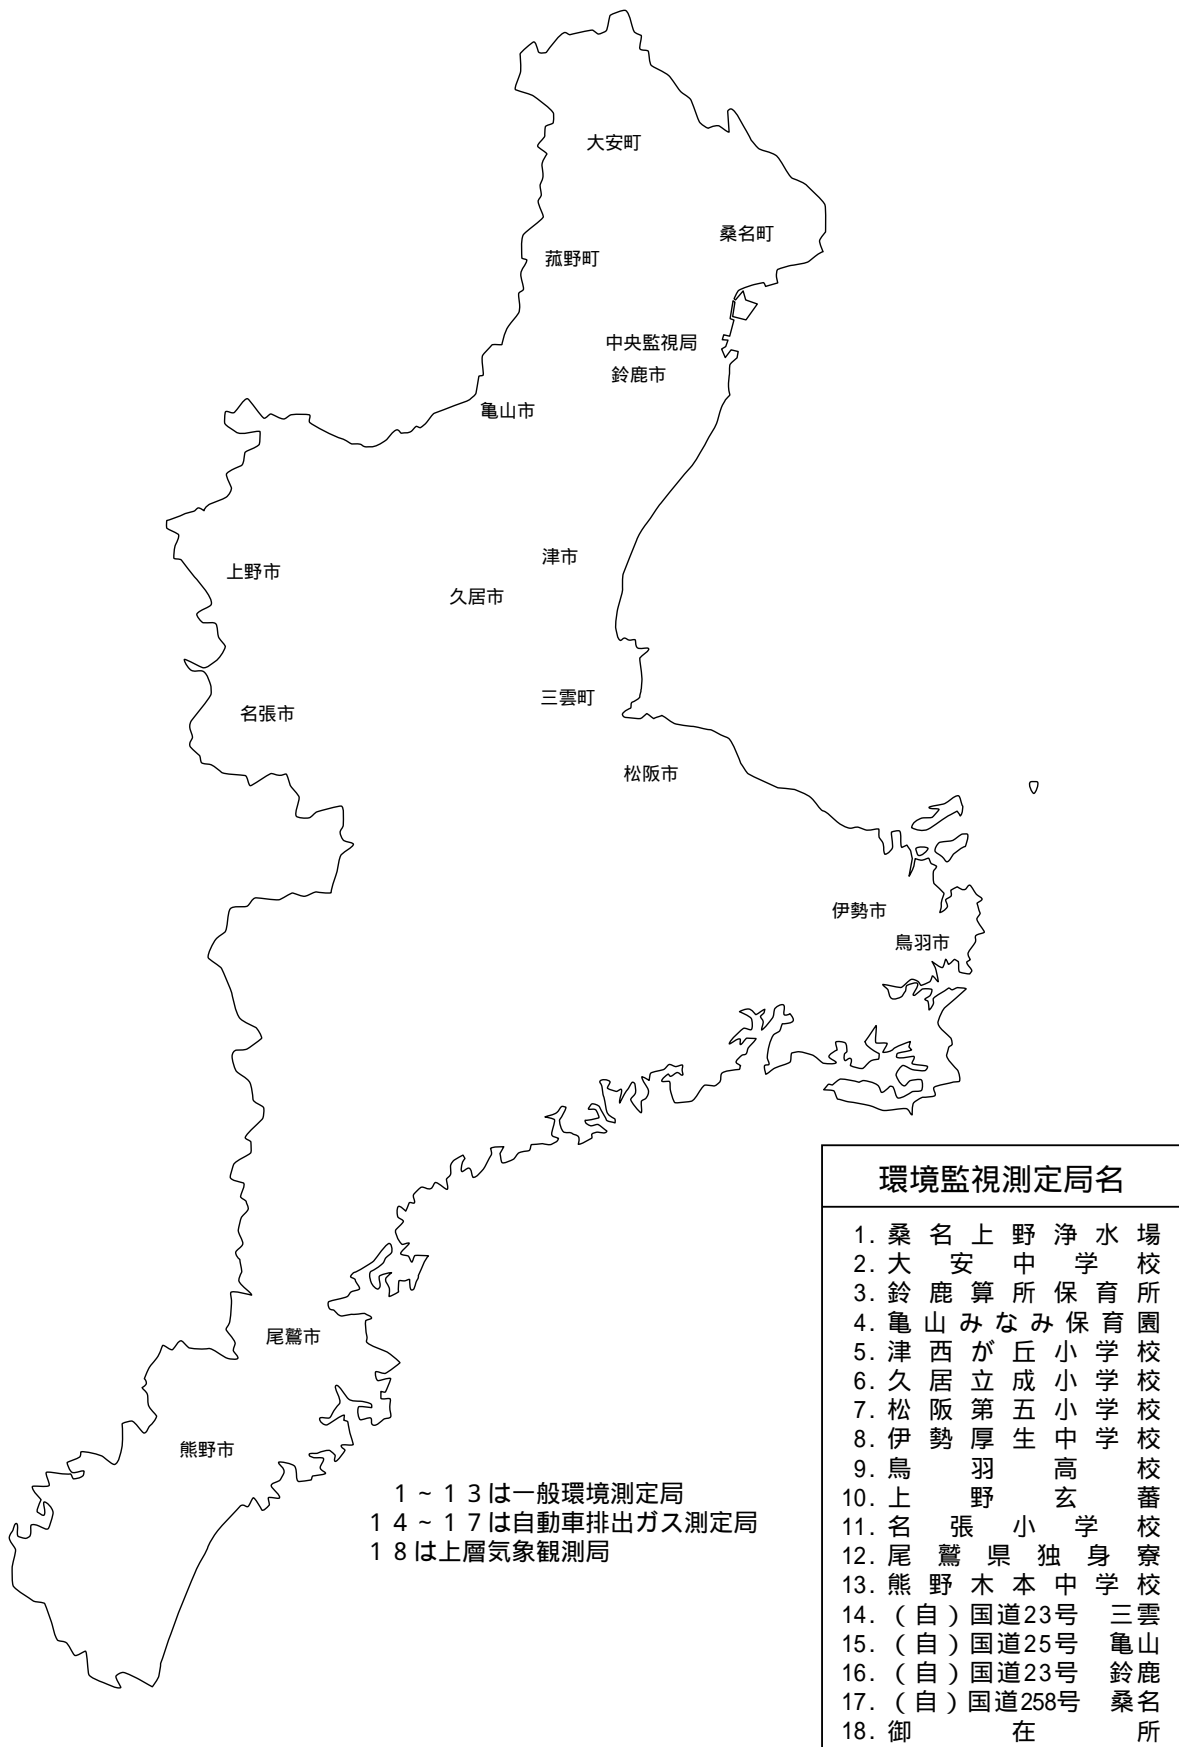 大安町
桑名町
菰野町
中央監視局
鈴鹿市
亀山市
津市
上野市
久居市
三雲町
名張市
松阪市
伊勢市
鳥羽市
尾鷲市
熊野市
１～１３は一般環境測定局
１４～１７は自動車排出ガス測定局
１８は上層気象観測局
環境監視測定局名
1. 桑名上野浄水場
2. 大安中学校
3. 鈴鹿算所保育所
4. 亀山みなみ保育園
5. 津西が丘小学校
6. 久居立成小学校
7. 松阪第五小学校
8. 伊勢厚生中学校
9. 鳥羽高校
10. 上野玄蕃
11. 名張小学校
12. 尾鷲県独身寮
13. 熊野木本中学校
14. （自）国道23号　三雲
15. （自）国道25号　亀山
16. （自）国道23号　鈴鹿
17. （自）国道258号　桑名
18. 御在所